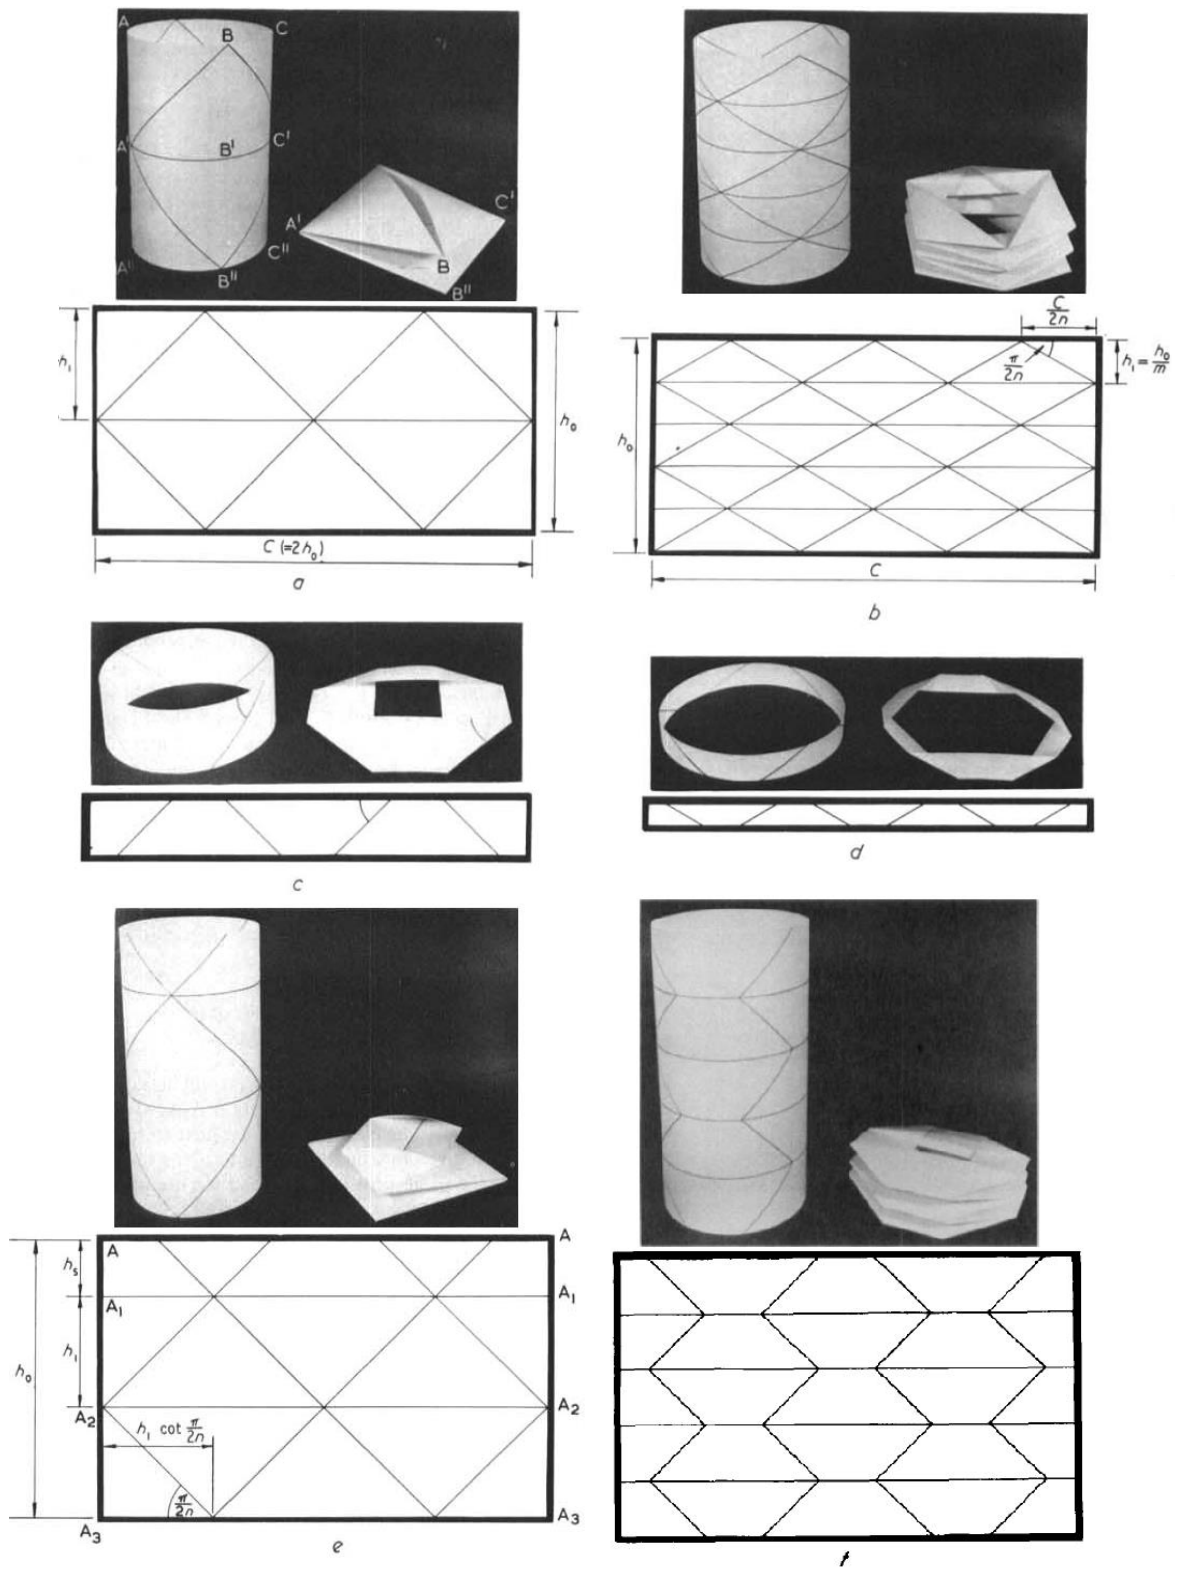 A
B
C
A'
B'
C'
A"
B"
C"
A'
C'
B
B"
h₁
h₀
C (=2h₀)
a
C/2n
π/2n
h₁ = h₀/m
h₀
C
b
c
d
A
A
hₛ
A₁
A₁
h₁
h₀
A₂
A₂
h₁ cot π/2n
π/2n
A₃
A₃
e
f